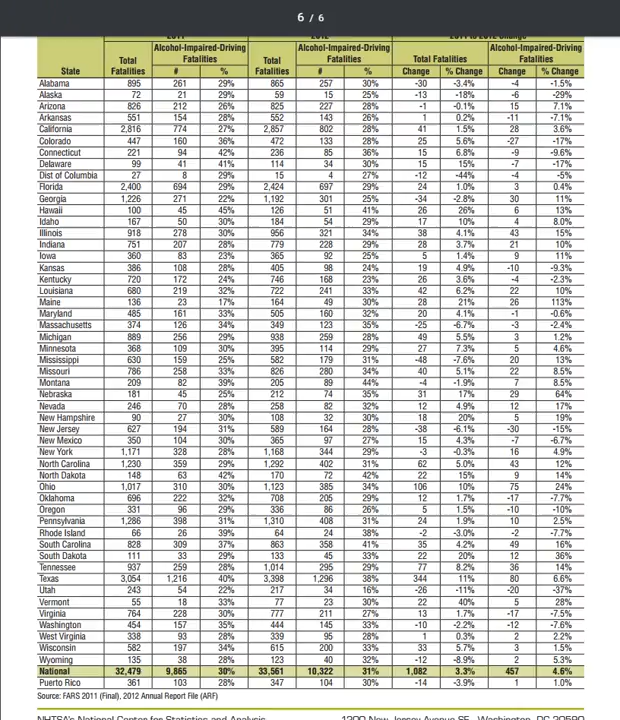 6 / 6
2011 2012 2011 to 2012 Change
Alcohol-Impaired-Driving Alcohol-Impaired-Driving Alcohol-Impaired-Driving
Total Fatalities Total Fatalities Total Fatalities Fatalities
State Fatalities # % Fatalities # % Change % Change Change % Change
Alabama 895 261 29% 865 257 30% -30 -3.4% -4 -1.5%
Alaska 72 21 29% 59 15 25% -13 -18% -6 -29%
Arizona 826 212 26% 825 227 28% -1 -0.1% 15 7.1%
Arkansas 551 154 28% 552 143 26% 1 0.2% -11 -7.1%
California 2,816 774 27% 2,857 802 28% 41 1.5% 28 3.6%
Colorado 447 160 36% 472 133 28% 25 5.6% -27 -17%
Connecticut 221 94 42% 236 85 36% 15 6.8% -9 -9.6%
Delaware 99 41 41% 114 34 30% 15 15% -7 -17%
Dist of Columbia 27 8 29% 15 4 27% -12 -44% -4 -5%
Florida 2,400 694 29% 2,424 697 29% 24 1.0% 3 0.4%
Georgia 1,226 271 22% 1,192 301 25% -34 -2.8% 30 11%
Hawaii 100 45 45% 126 51 41% 26 26% 6 13%
Idaho 167 50 30% 184 54 29% 17 10% 4 8.0%
Illinois 918 278 30% 956 321 34% 38 4.1% 43 15%
Indiana 751 207 28% 779 228 29% 28 3.7% 21 10%
Iowa 360 83 23% 365 92 25% 5 1.4% 9 11%
Kansas 386 108 28% 405 98 24% 19 4.9% -10 -9.3%
Kentucky 720 172 24% 746 168 23% 26 3.6% -4 -2.3%
Louisiana 680 219 32% 722 241 33% 42 6.2% 22 10%
Maine 136 23 17% 164 49 30% 28 21% 26 113%
Maryland 485 161 33% 505 160 32% 20 4.1% -1 -0.6%
Massachusetts 374 126 34% 349 123 35% -25 -6.7% -3 -2.4%
Michigan 889 256 29% 938 259 28% 49 5.5% 3 1.2%
Minnesota 368 109 30% 395 114 29% 27 7.3% 5 4.6%
Mississippi 630 159 25% 582 179 31% -48 -7.6% 20 13%
Missouri 786 258 33% 826 280 34% 40 5.1% 22 8.5%
Montana 209 82 39% 205 89 44% -4 -1.9% 7 8.5%
Nebraska 181 45 25% 212 74 35% 31 17% 29 64%
Nevada 246 70 28% 258 82 32% 12 4.9% 12 17%
New Hampshire 90 27 30% 108 32 30% 18 20% 5 19%
New Jersey 627 194 31% 589 164 28% -38 -6.1% -30 -15%
New Mexico 350 104 30% 365 97 27% 15 4.3% -7 -6.7%
New York 1,171 328 28% 1,168 344 29% -3 -0.3% 16 4.9%
North Carolina 1,230 359 29% 1,292 402 31% 62 5.0% 43 12%
North Dakota 148 63 42% 170 72 42% 22 15% 9 14%
Ohio 1,017 310 30% 1,123 385 34% 106 10% 75 24%
Oklahoma 696 222 32% 708 205 29% 12 1.7% -17 -7.7%
Oregon 331 96 29% 336 86 26% 5 1.5% -10 -10%
Pennsylvania 1,286 398 31% 1,310 408 31% 24 1.9% 10 2.5%
Rhode Island 66 26 39% 64 24 38% -2 -3.0% -2 -7.7%
South Carolina 828 309 37% 863 358 41% 35 4.2% 49 16%
South Dakota 111 33 29% 133 45 33% 22 20% 12 36%
Tennessee 937 259 28% 1,014 295 29% 77 8.2% 36 14%
Texas 3,054 1,216 40% 3,398 1,296 38% 344 11% 80 6.6%
Utah 243 54 22% 217 34 16% -26 -11% -20 -37%
Vermont 55 18 33% 77 23 30% 22 40% 5 28%
Virginia 764 228 30% 777 211 27% 13 1.7% -17 -7.5%
Washington 454 157 35% 444 145 33% -10 -2.2% -12 -7.6%
West Virginia 338 93 28% 339 95 28% 1 0.3% 2 2.2%
Wisconsin 582 197 34% 615 200 33% 33 5.7% 3 1.5%
Wyoming 135 38 28% 123 40 32% -12 -8.9% 2 5.3%
National 32,479 9,865 30% 33,561 10,322 31% 1,082 3.3% 457 4.6%
Puerto Rico 361 103 28% 347 104 30% -14 -3.9% 1 1.0%
Source: FARS 2011 (Final), 2012 Annual Report File (ARF)
NHTSA's National Center for Statistics and Analysis 1200 New Jersey Avenue SE., Washington, DC 20590